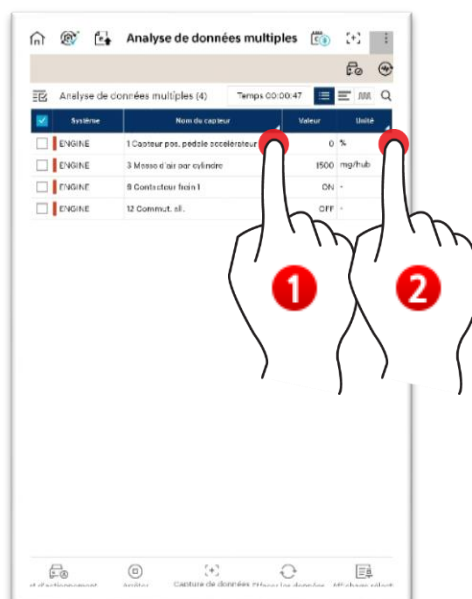 Analyse de données multiples
Analyse de données multiples (4) Temps 00:00:47
Système Nom du capteur Valeur Unité
ENGINE 1 Capteur pos. pédale accélérateur 0 %
ENGINE 3 Masse d'air par cylindre 1500 mg/hub
ENGINE 9 Contacteur frein 1 ON -
ENGINE 12 Commut. all. OFF -
1 2
Capture de données